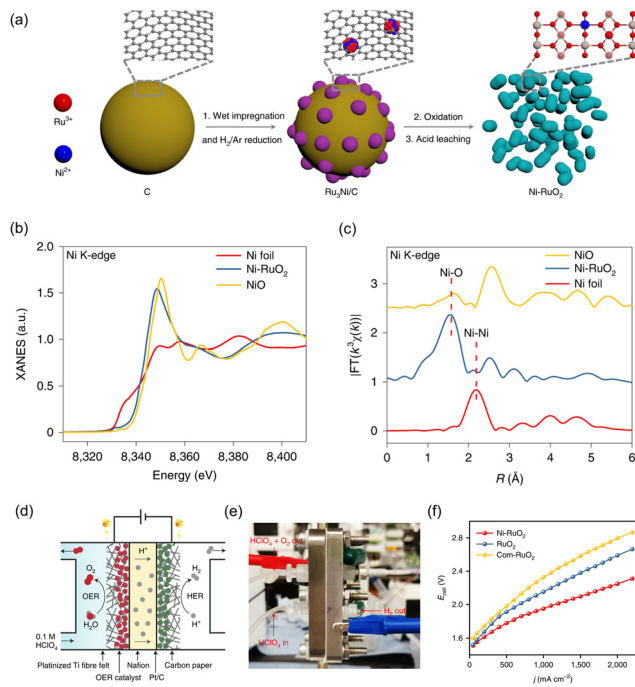 (a)
Ru³⁺
Ni²⁺
C
1. Wet impregnation
and H₂/Ar reduction
Ru₃Ni/C
2. Oxidation
3. Acid leaching
Ni-RuO₂
(b)
Ni K-edge
Ni foil
Ni-RuO₂
NiO
XANES (a.u.)
2.0
1.5
1.0
0.5
0
8,320
8,340
8,360
8,380
8,400
Energy (eV)
(c)
Ni K-edge
NiO
Ni-RuO₂
Ni foil
Ni-O
Ni-Ni
|FT(k³χ(k))|
3
2
1
0
0
1
2
3
4
5
6
R (Å)
(d)
e⁻
e⁻
H⁺
O₂
OER
H₂O
H₂
HER
H⁺
0.1 M
HClO₄
Platinized Ti fibre felt
Nafion
Carbon paper
OER catalyst
Pt/C
(e)
HClO₄ + O₂ out
H₂ out
HClO₄ in
(f)
Ni-RuO₂
RuO₂
Com-RuO₂
E_cell (V)
2.8
2.4
2.0
1.6
0
500
1,000
1,500
2,000
j (mA cm⁻²)